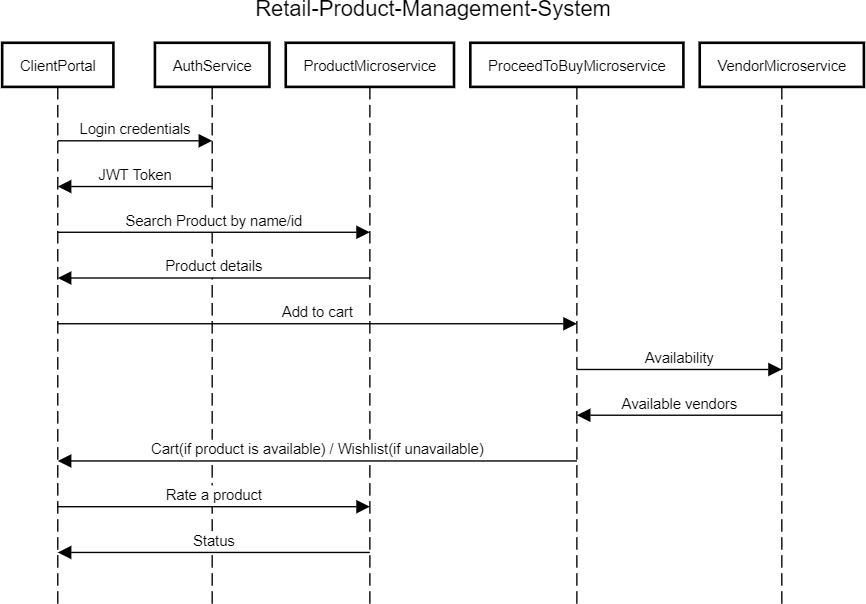 Retail-Product-Management-System
ClientPortal
AuthService
ProductMicroservice
ProceedToBuyMicroservice
VendorMicroservice
Login credentials
JWT Token
Search Product by name/id
Product details
Add to cart
Availability
Available vendors
Cart(if product is available) / Wishlist(if unavailable)
Rate a product
Status